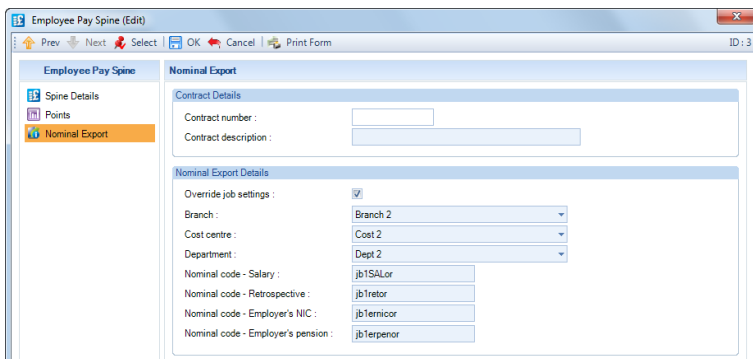 Employee Pay Spine (Edit)
Prev Next Select OK Cancel Print Form ID : 3
Employee Pay Spine
Spine Details
Points
Nominal Export
Nominal Export
Contract Details
Contract number :
Contract description :
Nominal Export Details
Override job settings :
Branch : Branch 2
Cost centre : Cost 2
Department : Dept 2
Nominal code - Salary : jb1SALor
Nominal code - Retrospective : jb1retor
Nominal code - Employer's NIC : jb1ernicor
Nominal code - Employer's pension : jb1erpenor